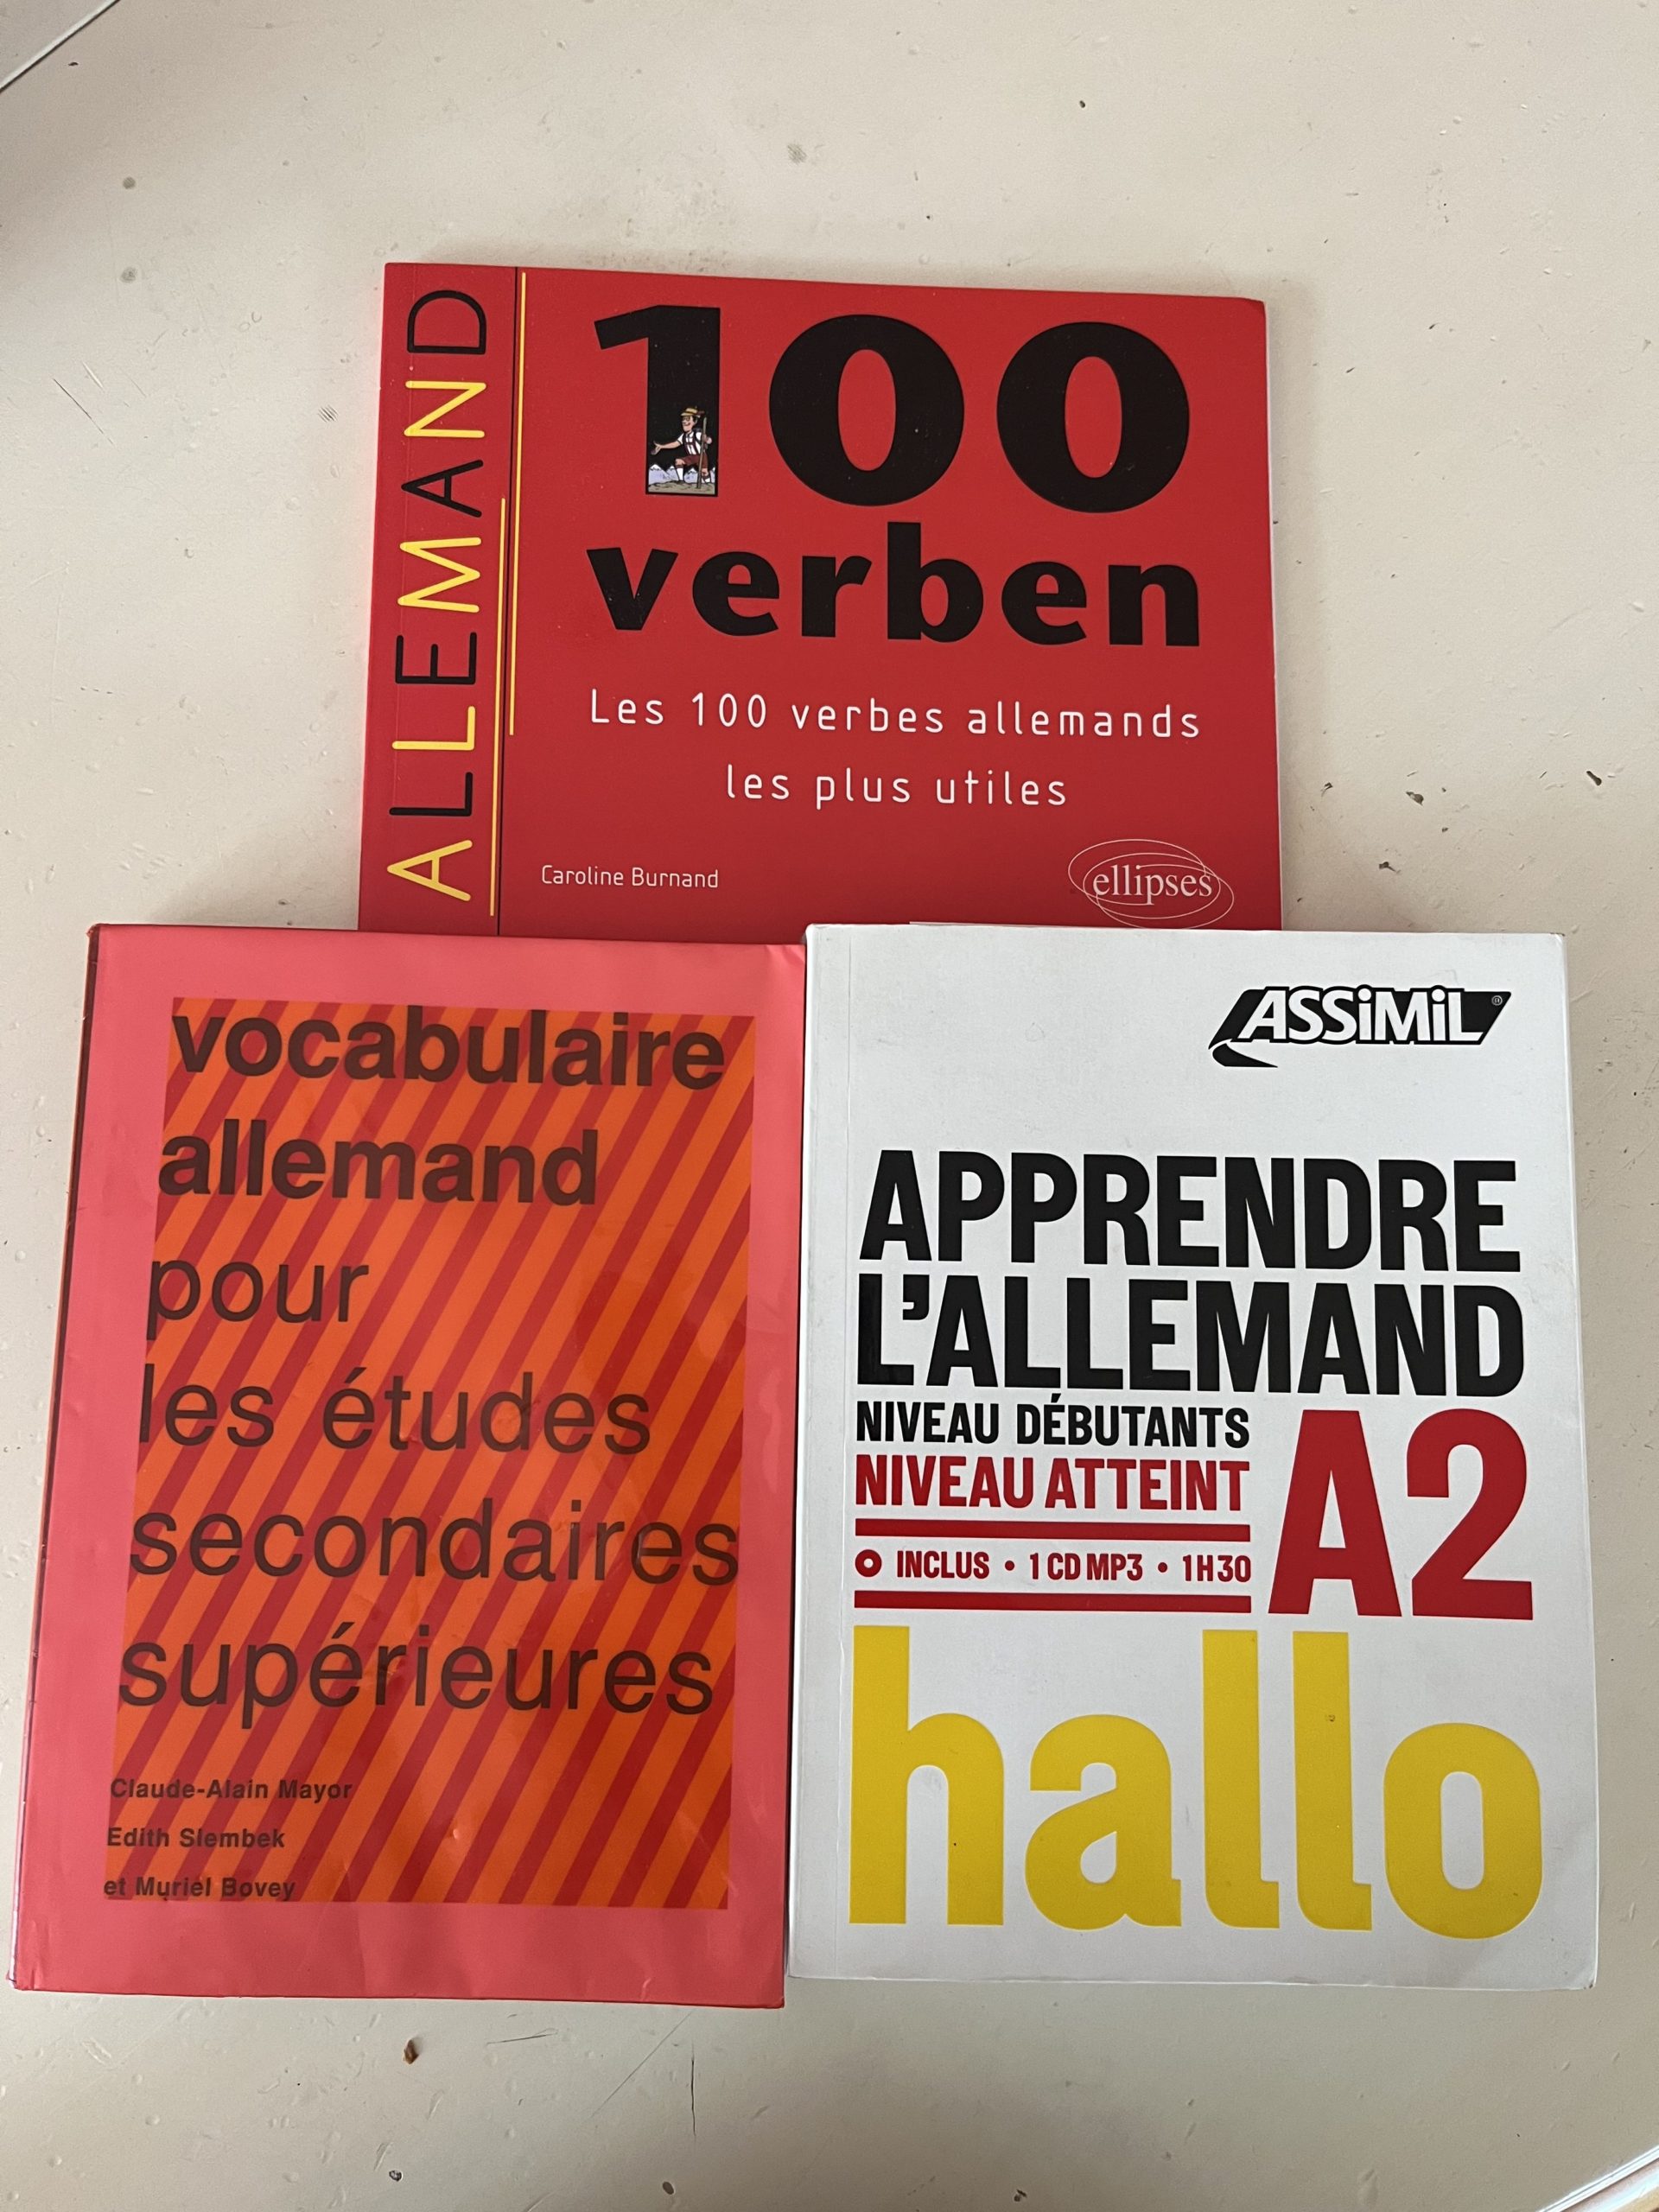 ALLEMAND
100
verben
Les 100 verbes allemands
les plus utiles
Caroline Burnand
ellipses
vocabulaire
allemand
pour
les études
secondaires
supérieures
Claude-Alain Mayor
Edith Slembek
et Muriel Bovey
ASSiMiL®
APPRENDRE
L'ALLEMAND
NIVEAU DÉBUTANTS
NIVEAU ATTEINT
A2
INCLUS • 1 CD MP3 • 1H30
hallo